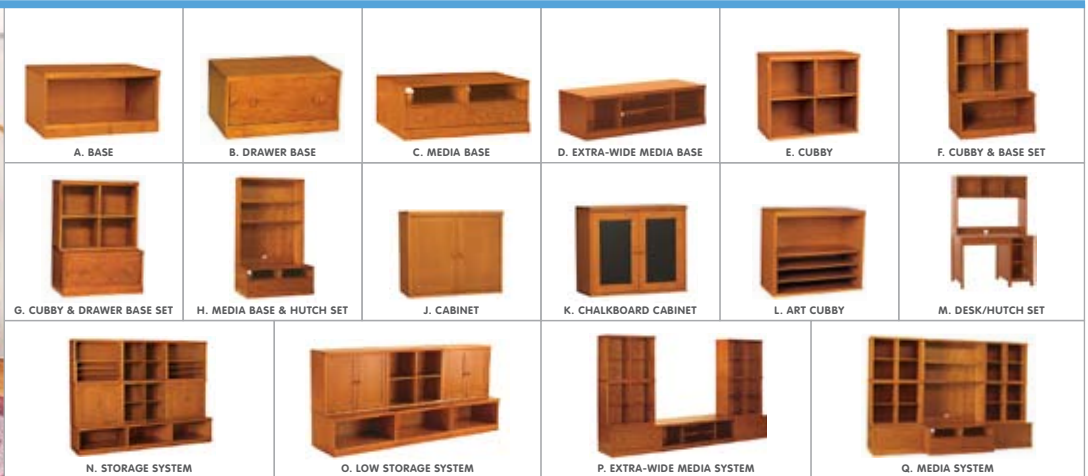 A. BASE
B. DRAWER BASE
C. MEDIA BASE
D. EXTRA-WIDE MEDIA BASE
E. CUBBY
F. CUBBY & BASE SET
G. CUBBY & DRAWER BASE SET
H. MEDIA BASE & HUTCH SET
J. CABINET
K. CHALKBOARD CABINET
L. ART CUBBY
M. DESK/HUTCH SET
N. STORAGE SYSTEM
O. LOW STORAGE SYSTEM
P. EXTRA-WIDE MEDIA SYSTEM
Q. MEDIA SYSTEM